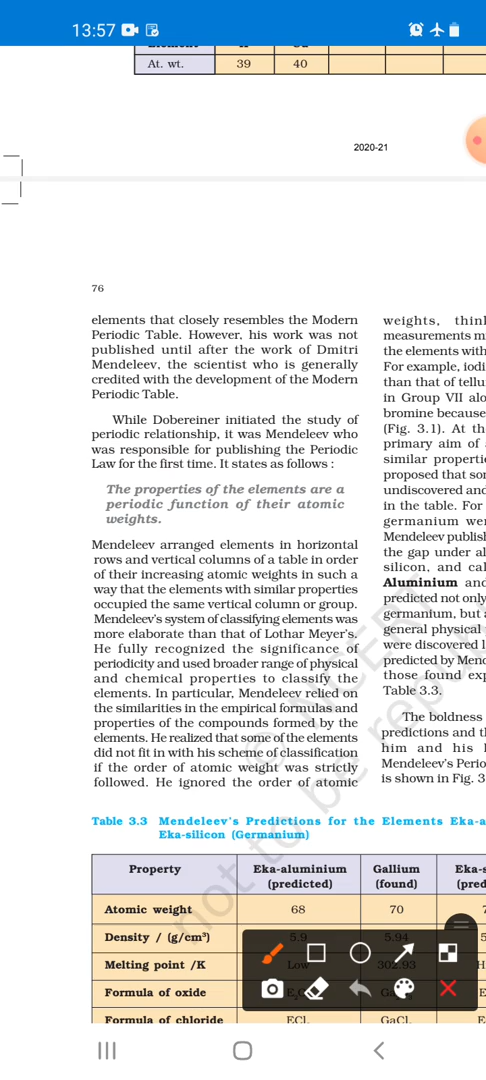 13:57
At. wt. 39 40
2020-21
76
elements that closely resembles the Modern
Periodic Table. However, his work was not
published until after the work of Dmitri
Mendeleev, the scientist who is generally
credited with the development of the Modern
Periodic Table.
While Dobereiner initiated the study of
periodic relationship, it was Mendeleev who
was responsible for publishing the Periodic
Law for the first time. It states as follows :
The properties of the elements are a
periodic function of their atomic
weights.
Mendeleev arranged elements in horizontal
rows and vertical columns of a table in order
of their increasing atomic weights in such a
way that the elements with similar properties
occupied the same vertical column or group.
Mendeleev's system of classifying elements was
more elaborate than that of Lothar Meyer's.
He fully recognized the significance of
periodicity and used broader range of physical
and chemical properties to classify the
elements. In particular, Mendeleev relied on
the similarities in the empirical formulas and
properties of the compounds formed by the
elements. He realized that some of the elements
did not fit in with his scheme of classification
if the order of atomic weight was strictly
followed. He ignored the order of atomic
weights,
measurements
the elements with
For example,
than that of
in Group VII
bromine because
(Fig. 3.1). At
primary aim of
similar
proposed that
undiscovered
in the table. For
germanium
Mendeleev
the gap under
silicon, and
Aluminium and
predicted not only
germanium, but
general physical
were discovered
predicted by
those found
Table 3.3.
The boldness
predictions and
him and his
Mendeleev's
is shown in Fig.
Table 3.3 Mendeleev's Predictions for the Elements
Eka-silicon (Germanium)
Property Eka-aluminium Gallium
(predicted) (found)
Atomic weight 68 70
Density / (g/cm³) 5.9 5.94
Melting point /K Low 302.93
Formula of oxide
Formula of chloride
© NCERT
not to be